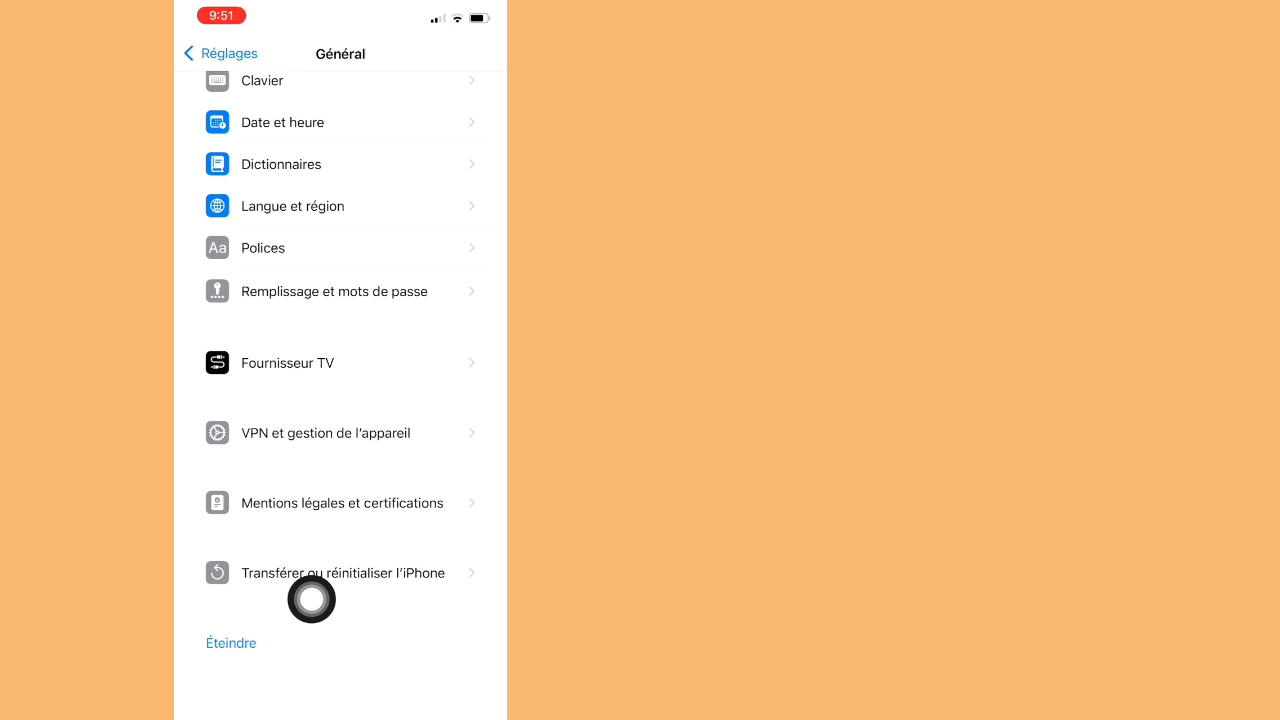 9:51
Réglages
Général
Clavier
Date et heure
Dictionnaires
Langue et région
Aa Polices
Remplissage et mots de passe
Fournisseur TV
VPN et gestion de l’appareil
Mentions légales et certifications
Transférer ou réinitialiser l’iPhone
Éteindre